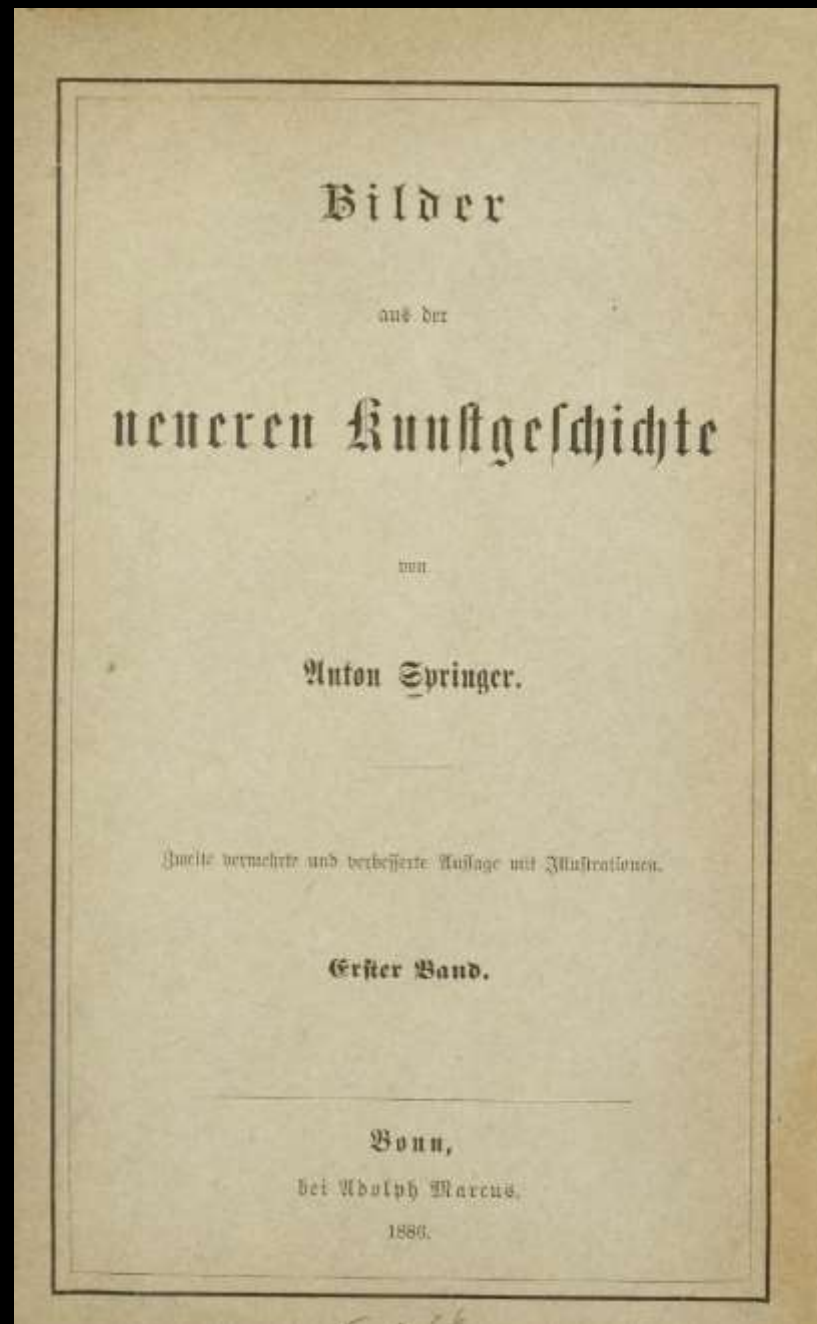 Bilder
aus der
neueren Kunstgeschichte
von
Anton Springer.
Zweite vermehrte und verbesserte Auflage mit Illustrationen.
Erster Band.
Bonn,
bei Adolph Marcus.
1886.